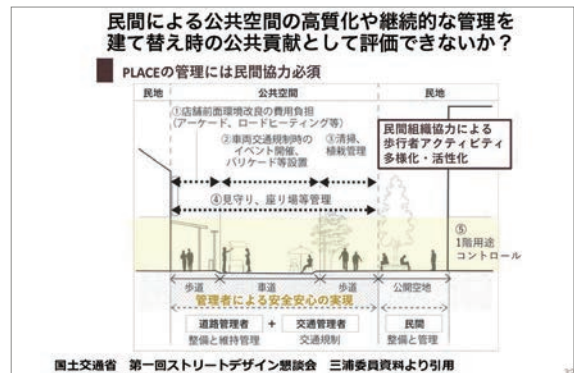 民間による公共空間の高質化や継続的な管理を
建て替え時の公共貢献として評価できないか？
PLACEの管理には民間協力必須
民地
公共空間
民地
①店舗前面環境改良の費用負担
（アーケード、ロードヒーティング等）
②車両交通規制時の
イベント開催、
バリケード等設置
③清掃、
植栽管理
民間組織協力による
歩行者アクティビティ
多様化・活性化
④見守り、座り場等管理
⑤
1階用途
コントロール
歩道
車道
歩道
公開空地
管理者による安全安心の実現
道路管理者
+
交通管理者
民間
整備と維持管理
交通規制
整備と管理
国土交通省　第一回ストリートデザイン懇談会　三浦委員資料より引用